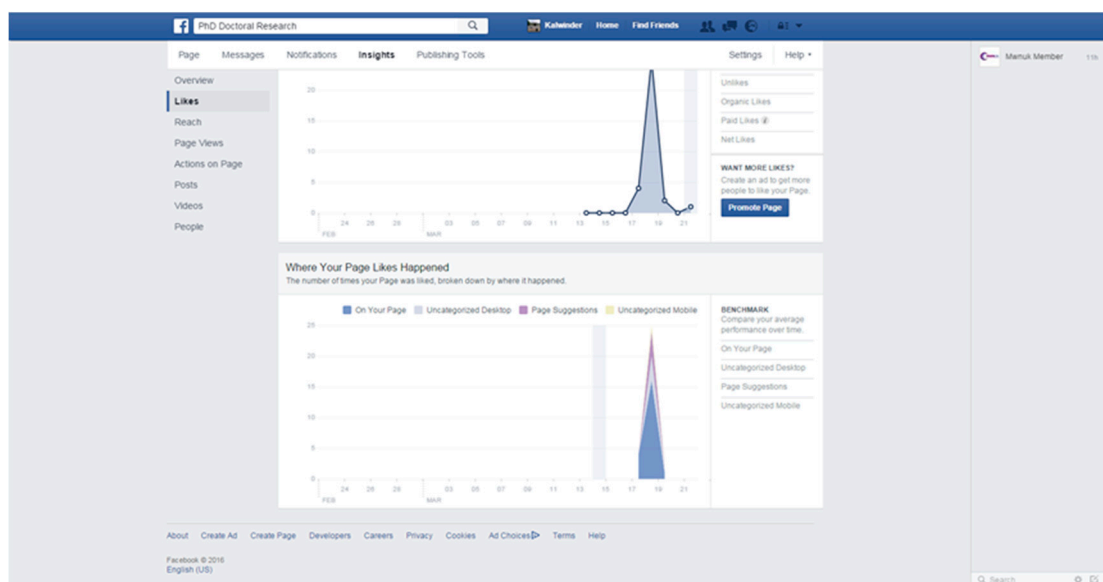 PhD Doctoral Research
Kalwinder Home Find Friends
Page Messages Notifications Insights Publishing Tools Settings Help
Overview
Likes
Reach
Page Views
Actions on Page
Posts
Videos
People
20
15
10
5
0
24 26 28 03 05 07 09 11 13 15 17 19 21
FEB MAR
Unlikes
Organic Likes
Paid Likes
Net Likes
WANT MORE LIKES?
Create an ad to get more
people to like your Page.
Promote Page
Where Your Page Likes Happened
The number of times your Page was liked, broken down by where it happened.
On Your Page Uncategorized Desktop Page Suggestions Uncategorized Mobile
25
20
15
10
5
0
24 26 28 03 05 07 09 11 13 15 17 19 21
FEB MAR
BENCHMARK
Compare your average
performance over time.
On Your Page
Uncategorized Desktop
Page Suggestions
Uncategorized Mobile
About Create Ad Create Page Developers Careers Privacy Cookies Ad Choices Terms Help
Facebook © 2016
English (US)
Member
Search